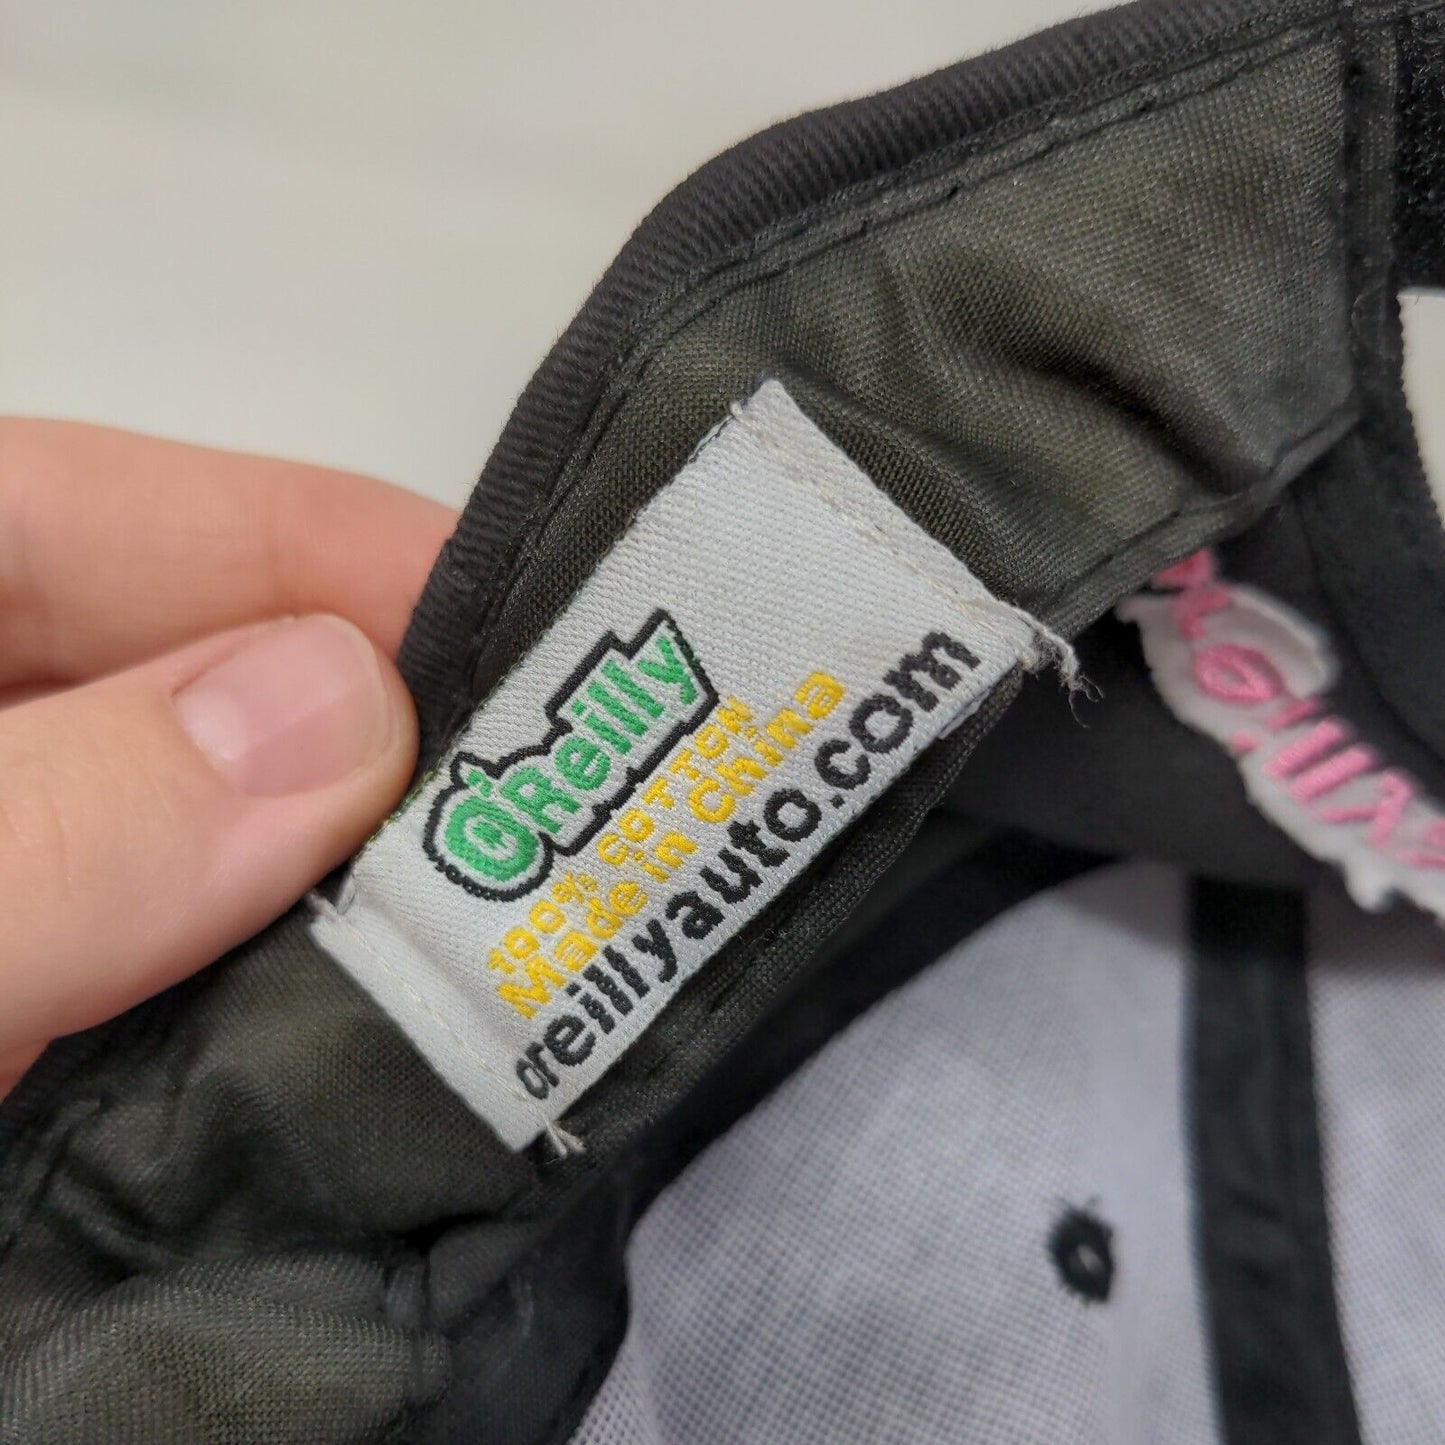 O'Reilly
100% COTTON
Made in China
oreillyauto.com